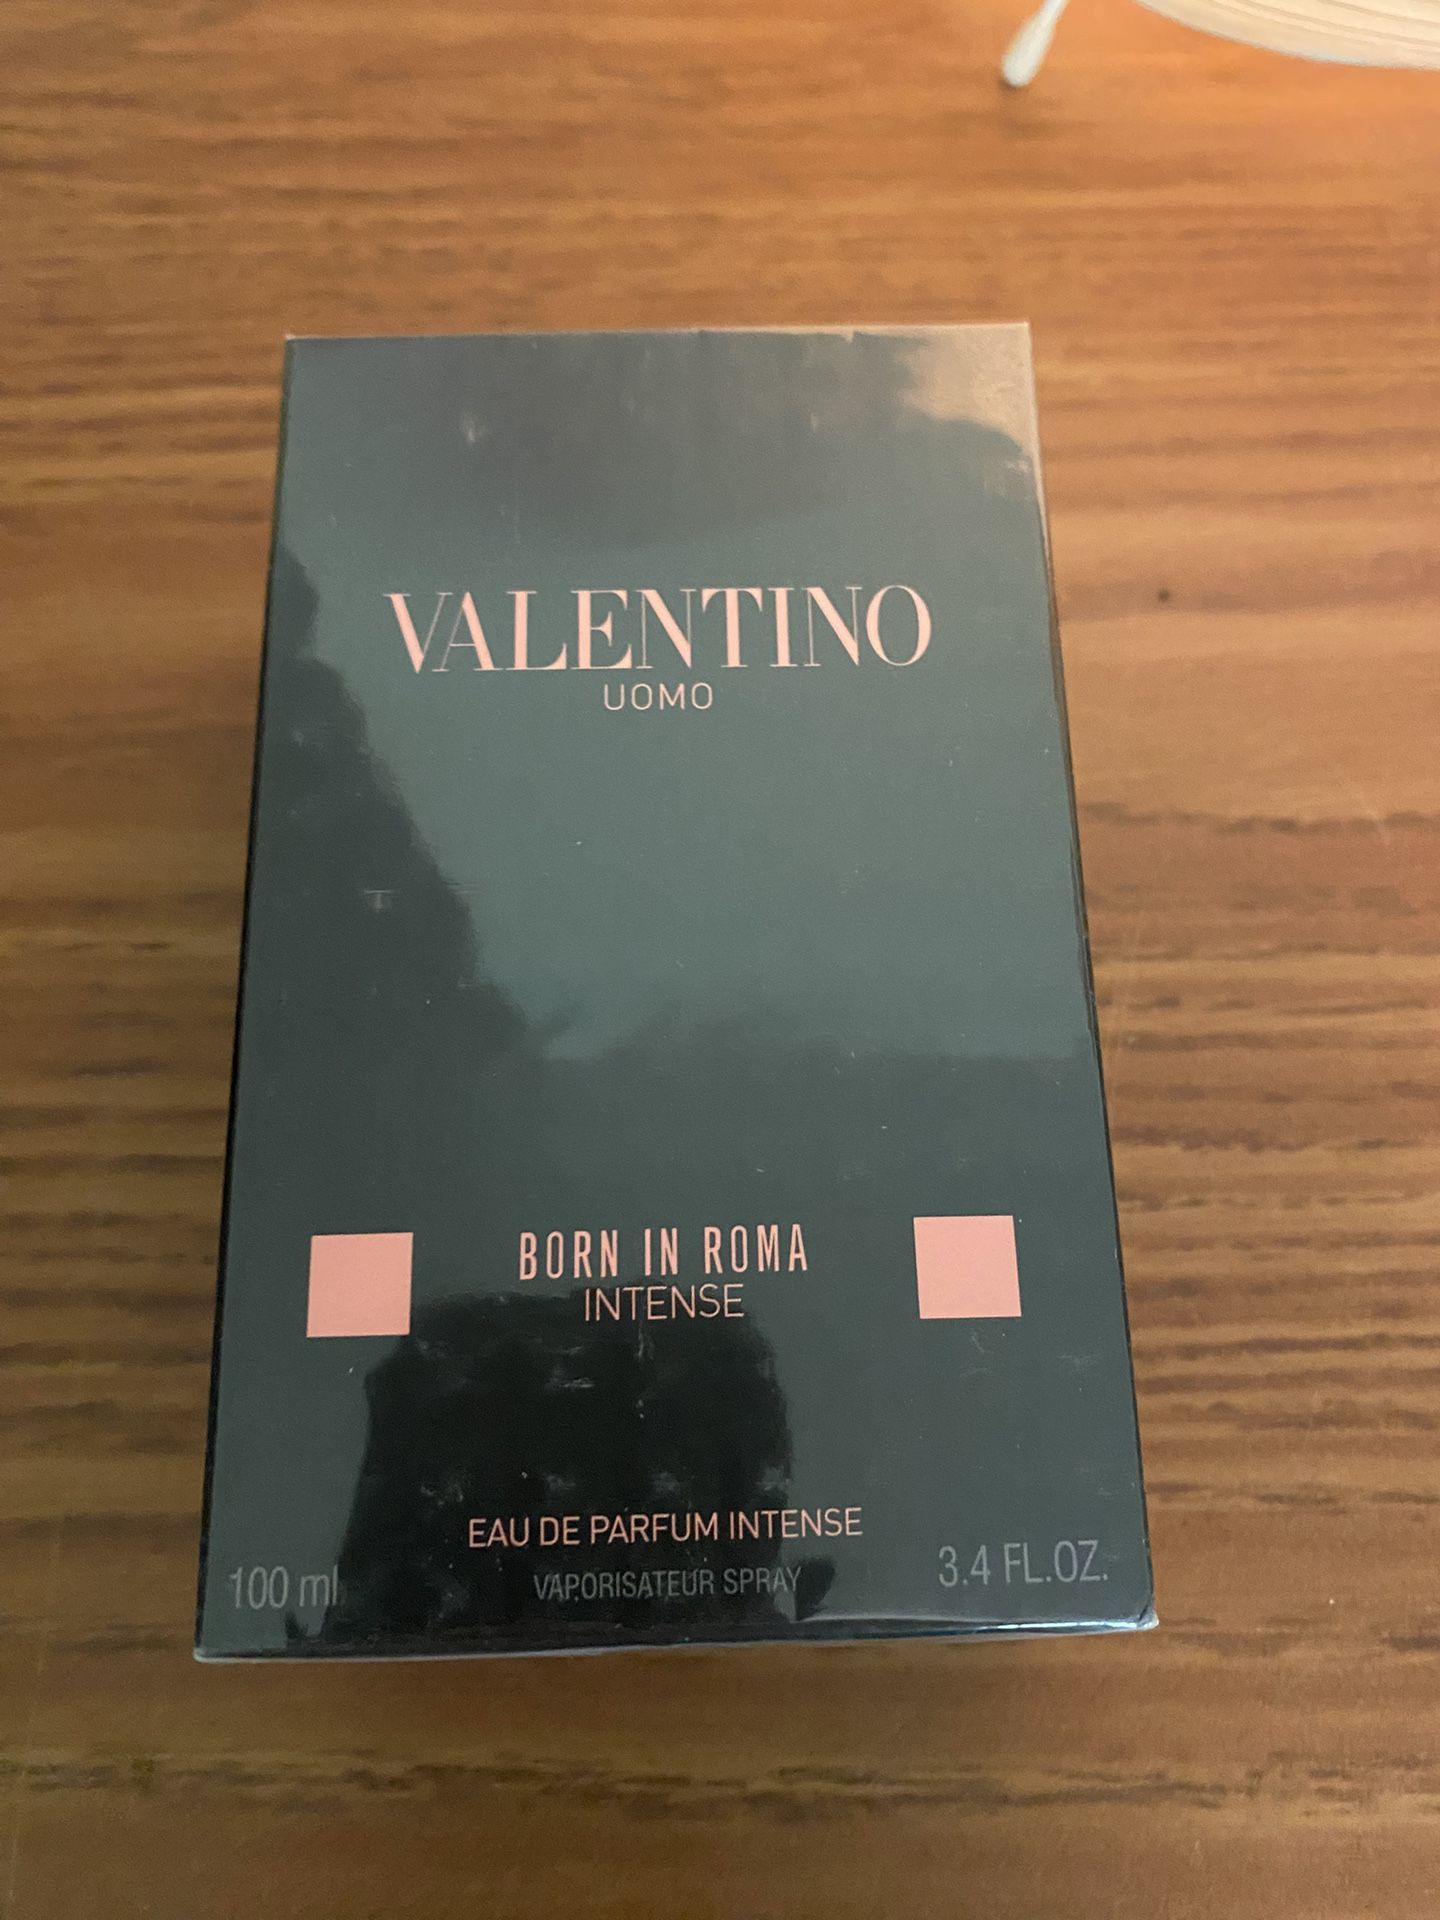 VALENTINO
UOMO
BORN IN ROMA
INTENSE
EAU DE PARFUM INTENSE
100 ml VAPORISATEUR SPRAY 3.4 FL.OZ.